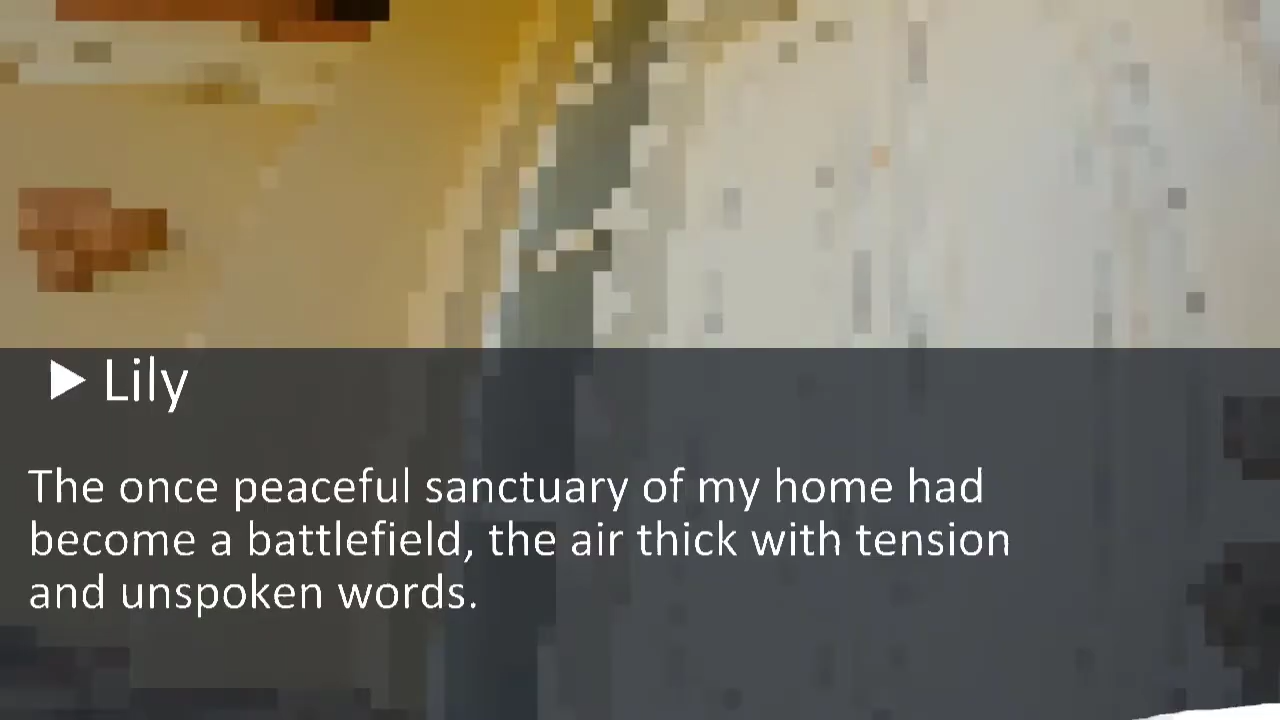 Lily
The once peaceful sanctuary of my home had
become a battlefield, the air thick with tension
and unspoken words.